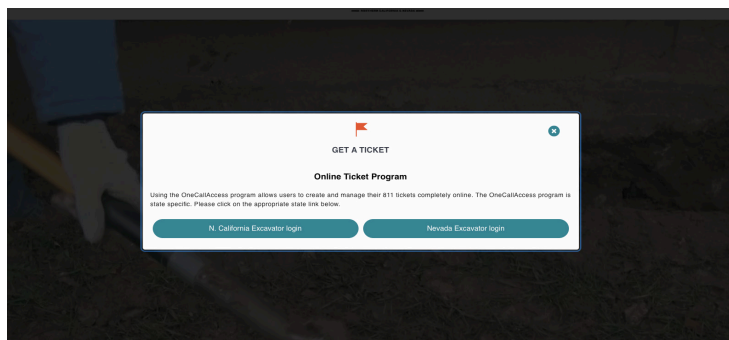 GET A TICKET
Online Ticket Program
Using the OneCallAccess program allows users to create and manage their 811 tickets completely online. The OneCallAccess program is
state specific. Please click on the appropriate state link below.
N. California Excavator login
Nevada Excavator login